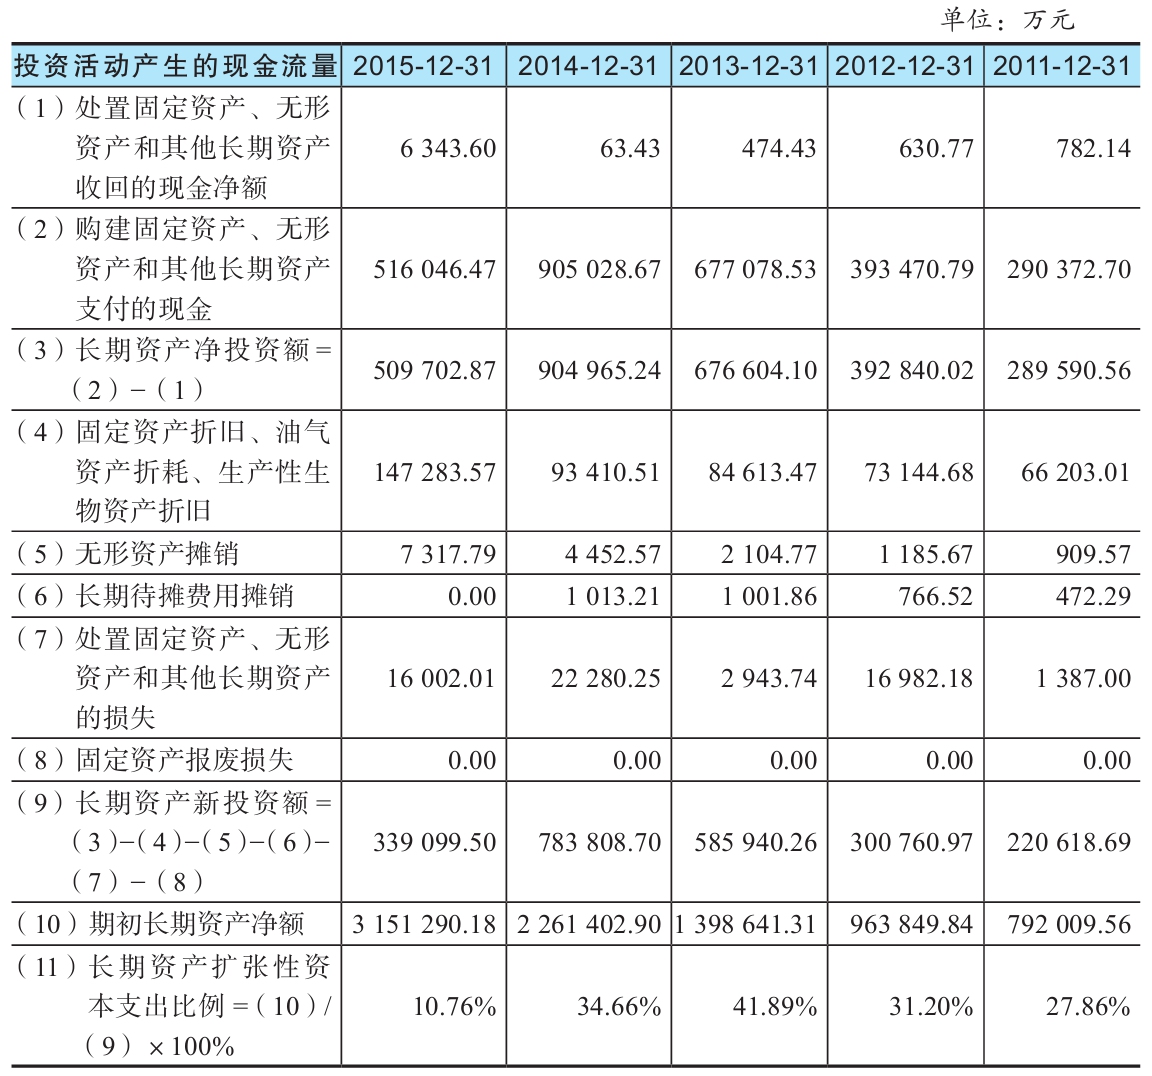 单位：万元
投资活动产生的现金流量 2015-12-31 2014-12-31 2013-12-31 2012-12-31 2011-12-31
（1）处置固定资产、无形
资产和其他长期资产 6 343.60 63.43 474.43 630.77 782.14
收回的现金净额
（2）购建固定资产、无形
资产和其他长期资产 516 046.47 905 028.67 677 078.53 393 470.79 290 372.70
支付的现金
（3）长期资产净投资额=
（2）-（1） 509 702.87 904 965.24 676 604.10 392 840.02 289 590.56
（4）固定资产折旧、油气
资产折耗、生产性生 147 283.57 93 410.51 84 613.47 73 144.68 66 203.01
物资产折旧
（5）无形资产摊销 7 317.79 4 452.57 2 104.77 1 185.67 909.57
（6）长期待摊费用摊销 0.00 1 013.21 1 001.86 766.52 472.29
（7）处置固定资产、无形
资产和其他长期资产 16 002.01 22 280.25 2 943.74 16 982.18 1 387.00
的损失
（8）固定资产报废损失 0.00 0.00 0.00 0.00 0.00
（9）长期资产新投资额=
（3）-（4）-（5）-（6）- 339 099.50 783 808.70 585 940.26 300 760.97 220 618.69
（7）-（8）
（10）期初长期资产净额 3 151 290.18 2 261 402.90 1 398 641.31 963 849.84 792 009.56
（11）长期资产扩张性资
本支出比例=（10）/ 10.76% 34.66% 41.89% 31.20% 27.86%
（9）×100%